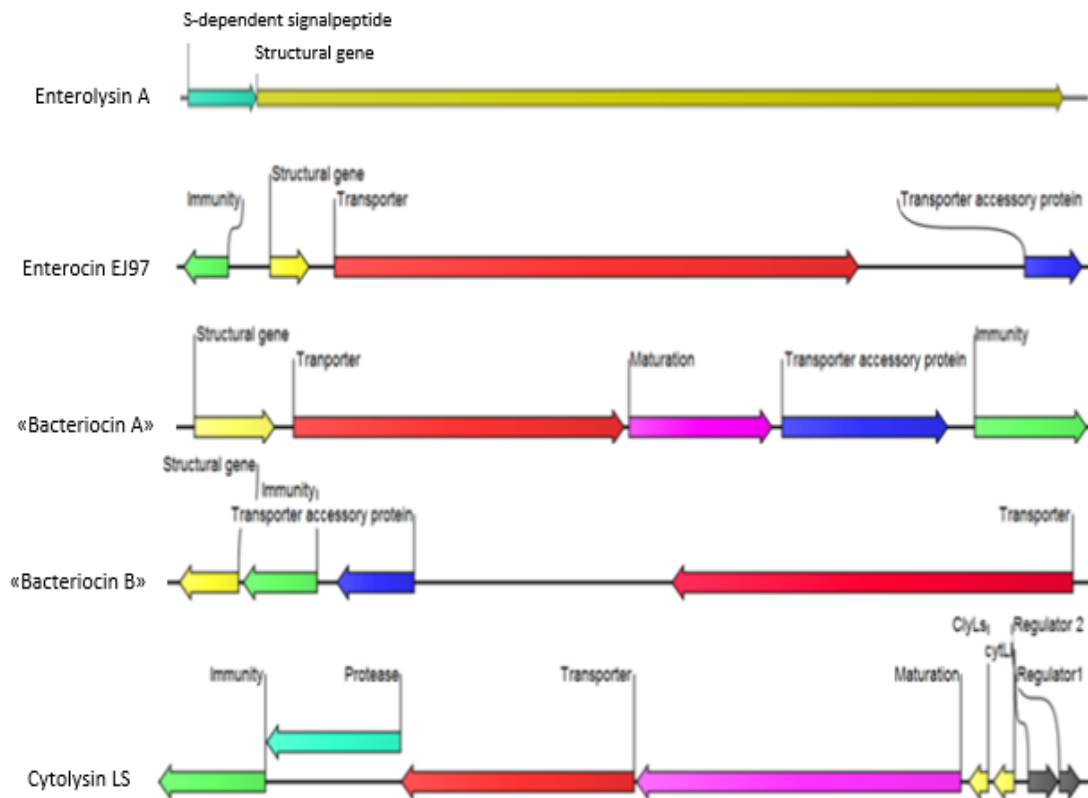 S-dependent signalpeptide
Structural gene
Enterolysin A
Structural gene
Immunity
Transporter
Transporter accessory protein
Enterocin EJ97
Structural gene
Immunity
Tranporter
Maturation
Transporter accessory protein
«Bacteriocin A»
Structural gene
Immunity
Transporter accessory protein
Transporter
«Bacteriocin B»
ClyLs
Regulator 2
cytLl
Immunity
Protease
Transporter
Maturation
Regulator1
Cytolysin LS